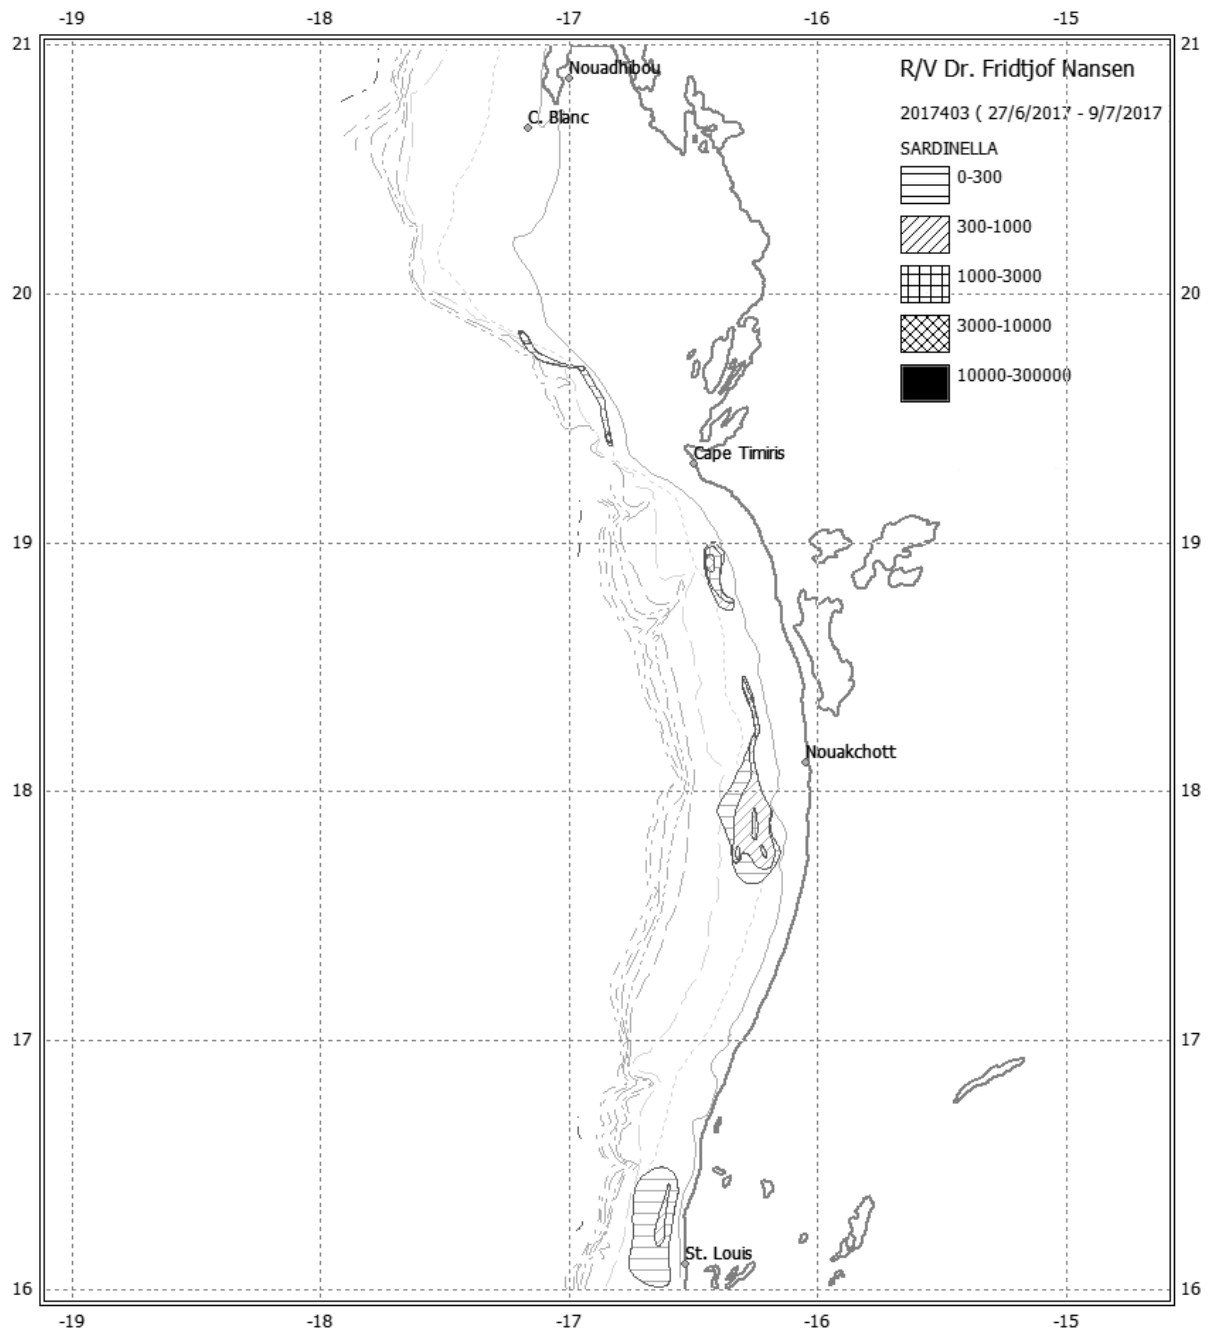 -19 -18 -17 -16 -15
21 21
R/V Dr. Fridtjof Nansen
Nouadhibou
2017403 ( 27/6/2017 - 9/7/2017
C. Blanc
SARDINELLA
0-300
300-1000
1000-3000
20 20
3000-10000
10000-300000
Cape Timiris
19 19
Nouakchott
18 18
17 17
St. Louis
16 16
-19 -18 -17 -16 -15